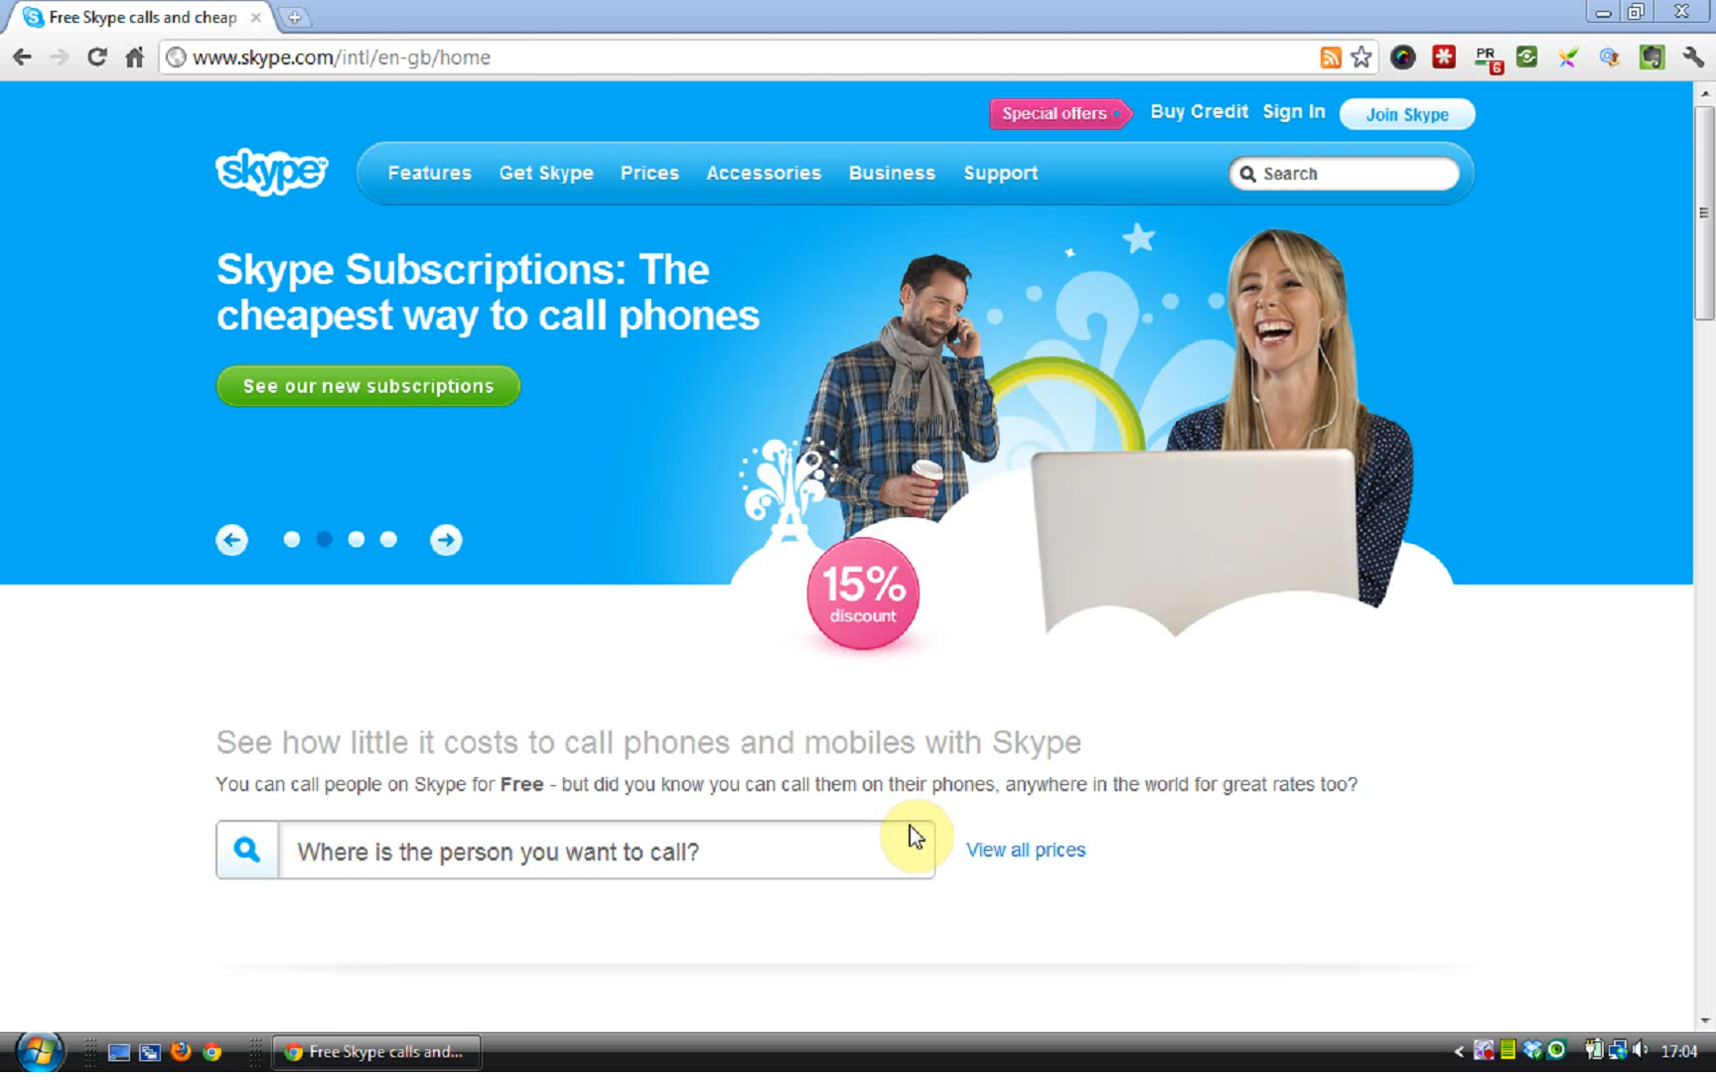 Free Skype calls and cheap
www.skype.com/intl/en-gb/home
PR
6
Special offers
Buy Credit
Sign In
Join Skype
skype™
Features
Get Skype
Prices
Accessories
Business
Support
Search
Skype Subscriptions: The
cheapest way to call phones
See our new subscriptions
15%
discount
See how little it costs to call phones and mobiles with Skype
You can call people on Skype for Free - but did you know you can call them on their phones, anywhere in the world for great rates too?
Where is the person you want to call?
View all prices
Free Skype calls and...
17:04